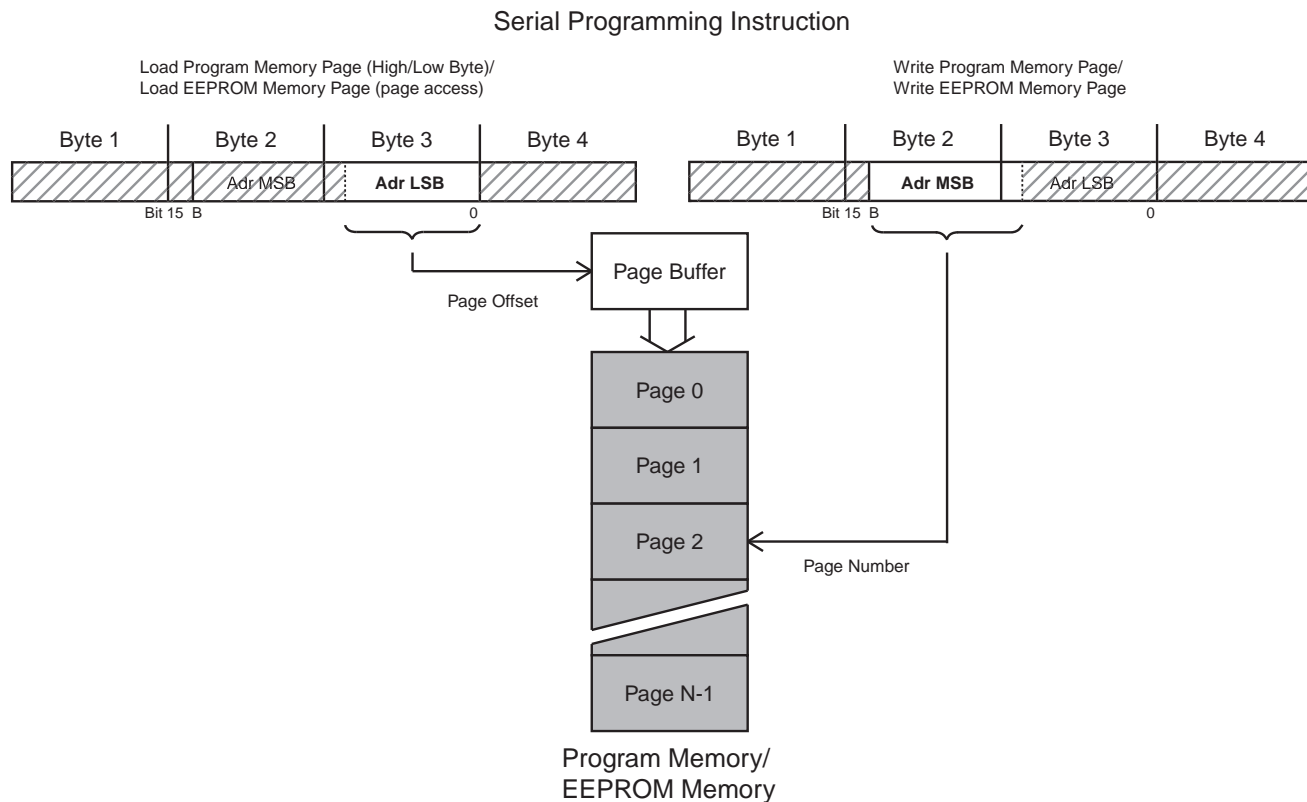 Serial Programming Instruction
Load Program Memory Page (High/Low Byte)/
Load EEPROM Memory Page (page access)
Byte 1 Byte 2 Byte 3 Byte 4
Adr MSB Adr LSB
Bit 15 B 0
Write Program Memory Page/
Write EEPROM Memory Page
Byte 1 Byte 2 Byte 3 Byte 4
Adr MSB Adr LSB
Bit 15 B 0
Page Buffer
Page Offset
Page 0
Page 1
Page 2
Page Number
Page N-1
Program Memory/
EEPROM Memory